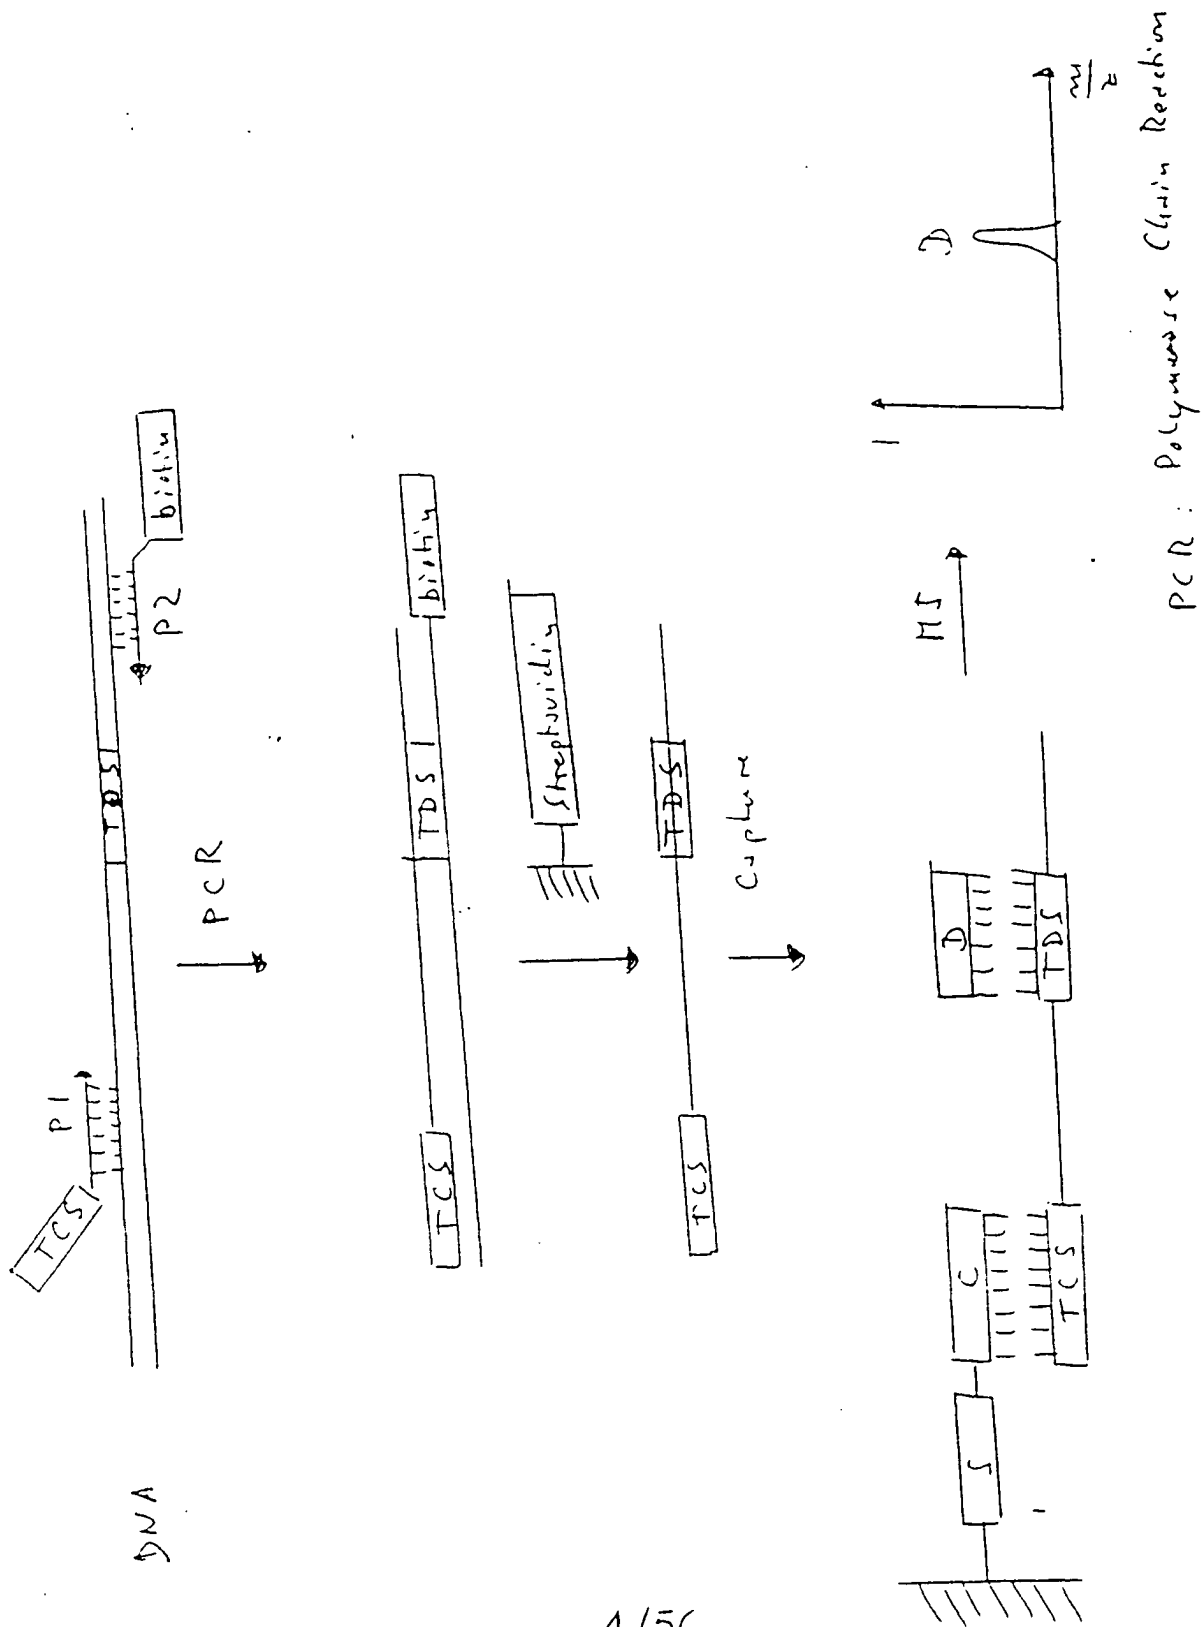 DNA
TCS
P1
TDS
P2
biotin
PCR
TCS
TDS
biotin
Streptavidin
TCS
TDS
Capture
S
C
TCS
D
TDS
MS
I
D
m
z
PCR : Polymerase Chain Reaction